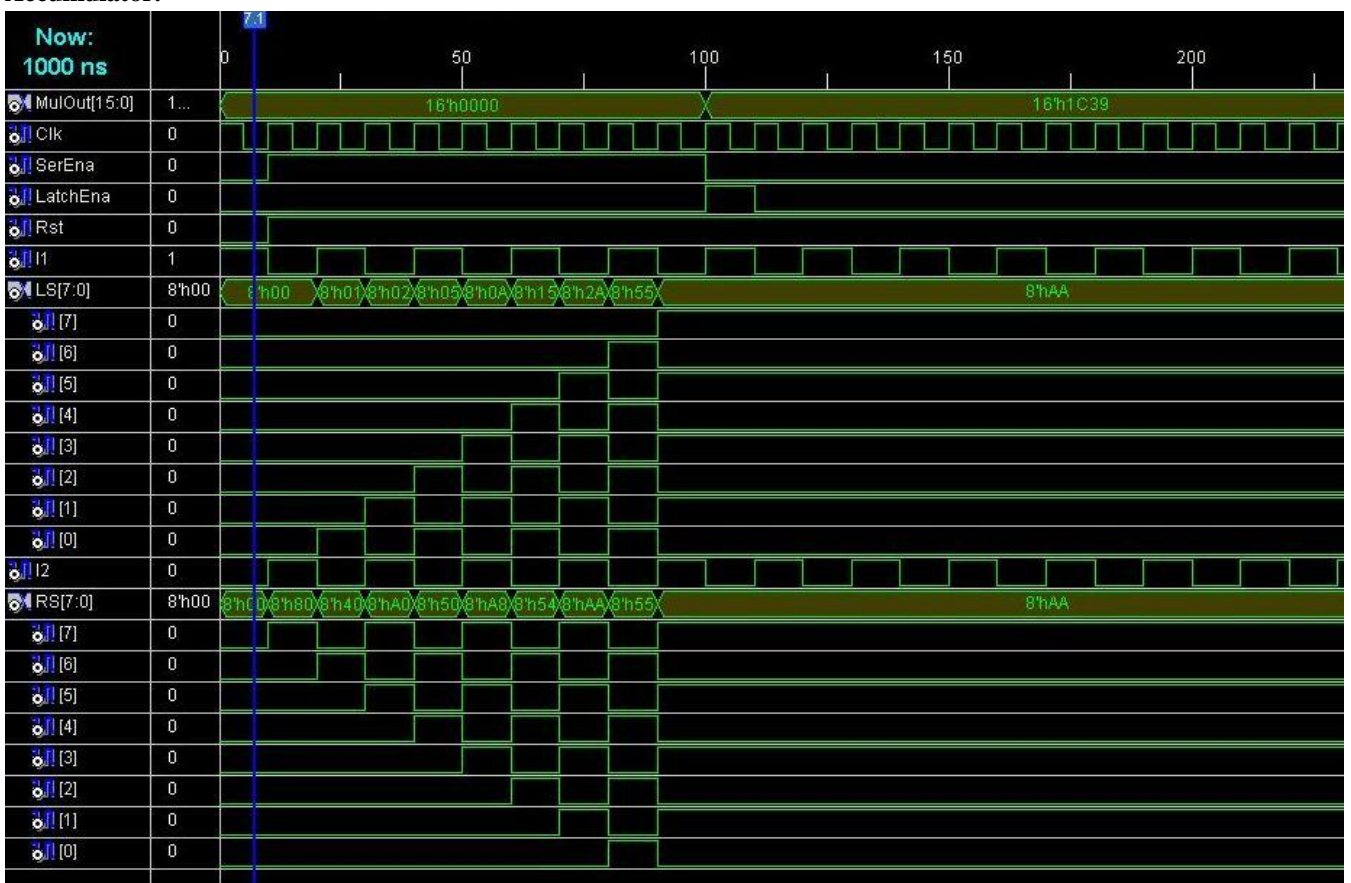 Accumulator:
7.1
Now:
1000 ns
0 50 100 150 200
MulOut[15:0] 1... 16'h0000 16'h1C39
Clk 0
SerEna 0
LatchEna 0
Rst 0
I1 1
LS[7:0] 8'h00 8'h00 8'h01 8'h02 8'h05 8'h0A 8'h15 8'h2A 8'h55 8'hAA
[7] 0
[6] 0
[5] 0
[4] 0
[3] 0
[2] 0
[1] 0
[0] 0
I2 0
RS[7:0] 8'h00 8'h00 8'h80 8'h40 8'hA0 8'h50 8'hA8 8'h54 8'hAA 8'h55 8'hAA
[7] 0
[6] 0
[5] 0
[4] 0
[3] 0
[2] 0
[1] 0
[0] 0